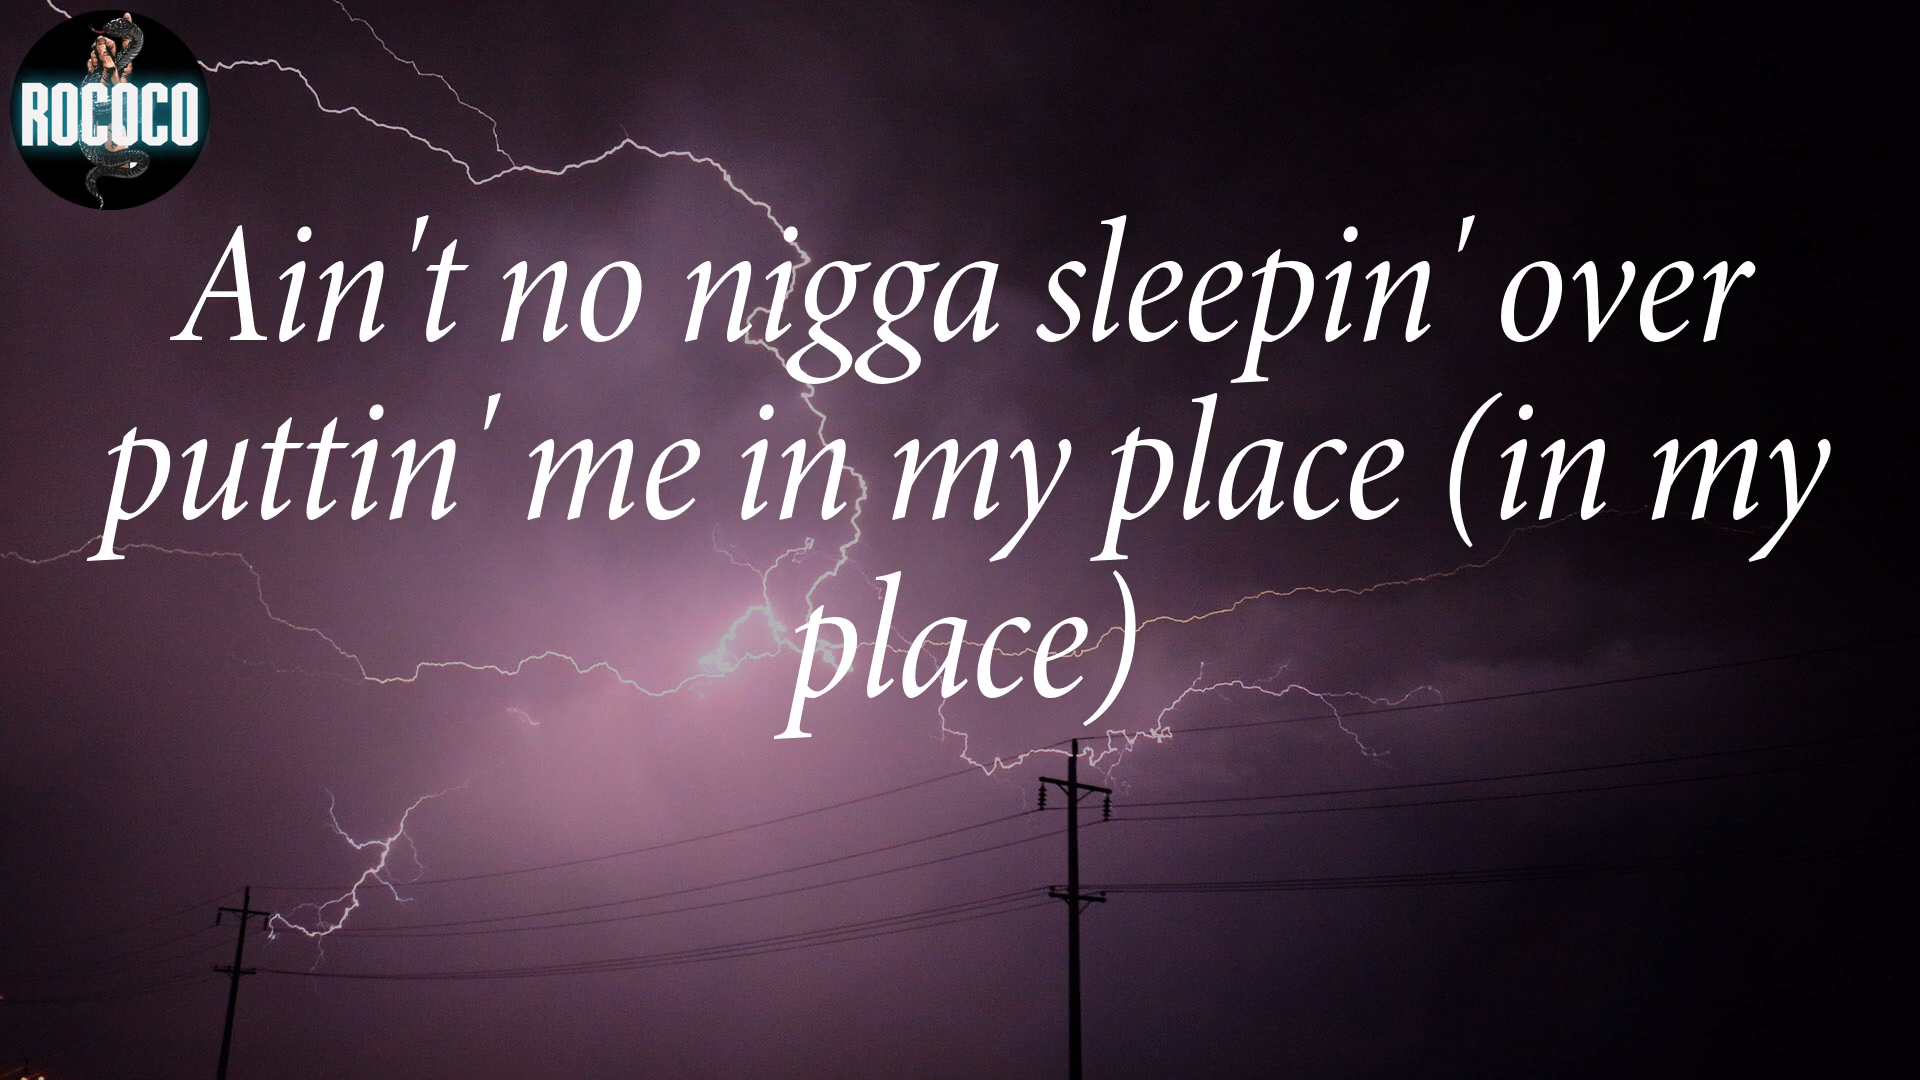 ROCOCO
Ain't no nigga sleepin' over
puttin' me in my place (in my
place)